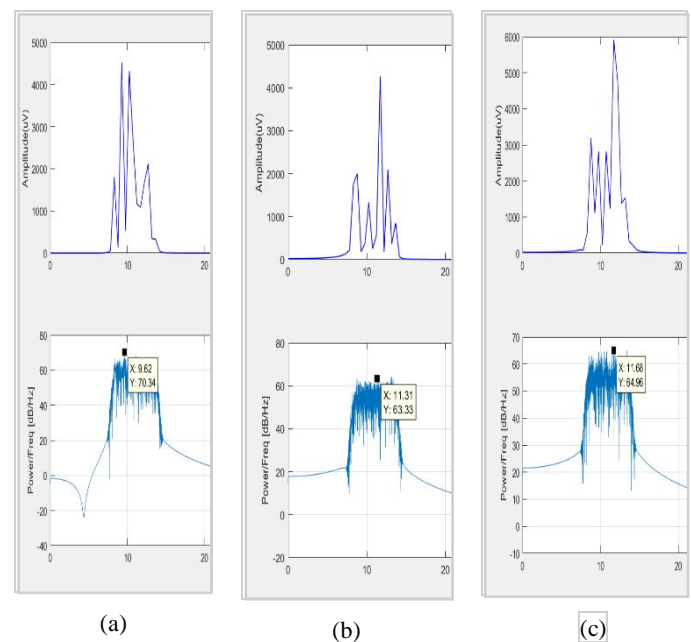 5000
4000
3000
2000
1000
0
Amplitude(uV)
0 10 20
80
60
40
20
0
-20
-40
Power/Freq [dB/Hz]
X: 9.62
Y: 70.34
0 10 20
(a)
5000
4000
3000
2000
1000
0
Amplitude(uV)
0 10 20
80
60
40
20
0
-20
Power/Freq [dB/Hz]
X: 11.31
Y: 63.33
0 10 20
(b)
6000
5000
4000
3000
2000
1000
0
Amplitude(uV)
0 10 20
70
60
50
40
30
20
10
0
-10
Power/Freq [dB/Hz]
X: 11.68
Y: 64.96
0 10 20
(c)